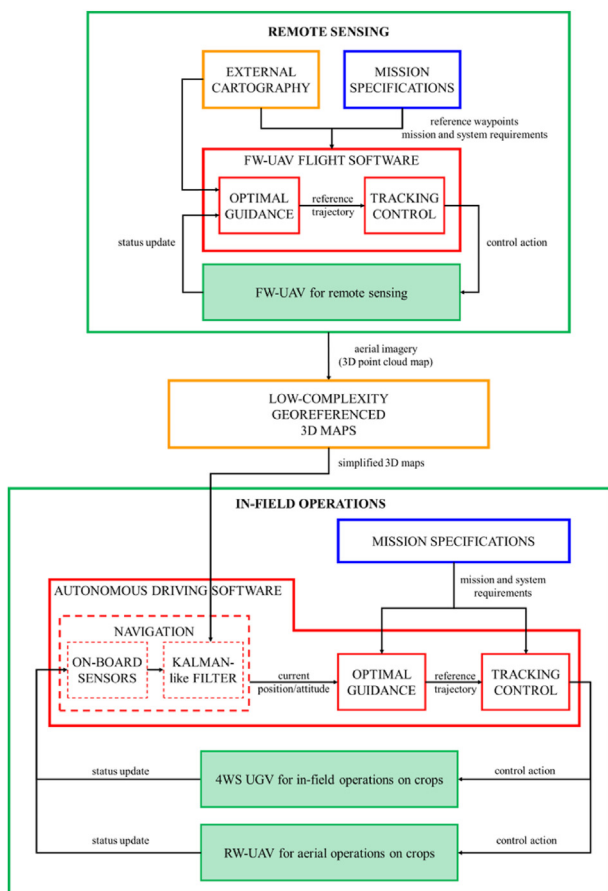 REMOTE SENSING
EXTERNAL
CARTOGRAPHY
MISSION
SPECIFICATIONS
reference waypoints
mission and system requirements
FW-UAV FLIGHT SOFTWARE
OPTIMAL
GUIDANCE
reference
trajectory
TRACKING
CONTROL
status update
control action
FW-UAV for remote sensing
aerial imagery
(3D point cloud map)
LOW-COMPLEXITY
GEOREFERENCED
3D MAPS
simplified 3D maps
IN-FIELD OPERATIONS
MISSION SPECIFICATIONS
mission and system
requirements
AUTONOMOUS DRIVING SOFTWARE
NAVIGATION
ON-BOARD
SENSORS
KALMAN-
like FILTER
current
position/attitude
OPTIMAL
GUIDANCE
reference
trajectory
TRACKING
CONTROL
status update
4WS UGV for in-field operations on crops
control action
status update
RW-UAV for aerial operations on crops
control action